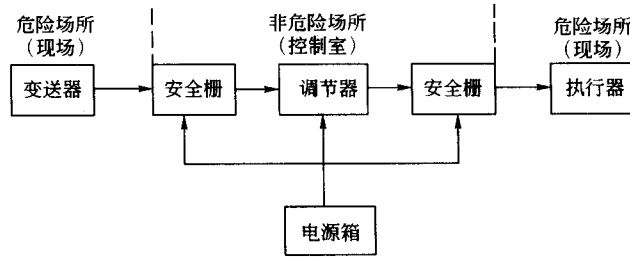 危险场所
（现场）
非危险场所
（控制室）
危险场所
（现场）
变送器
安全栅
调节器
安全栅
执行器
电源箱